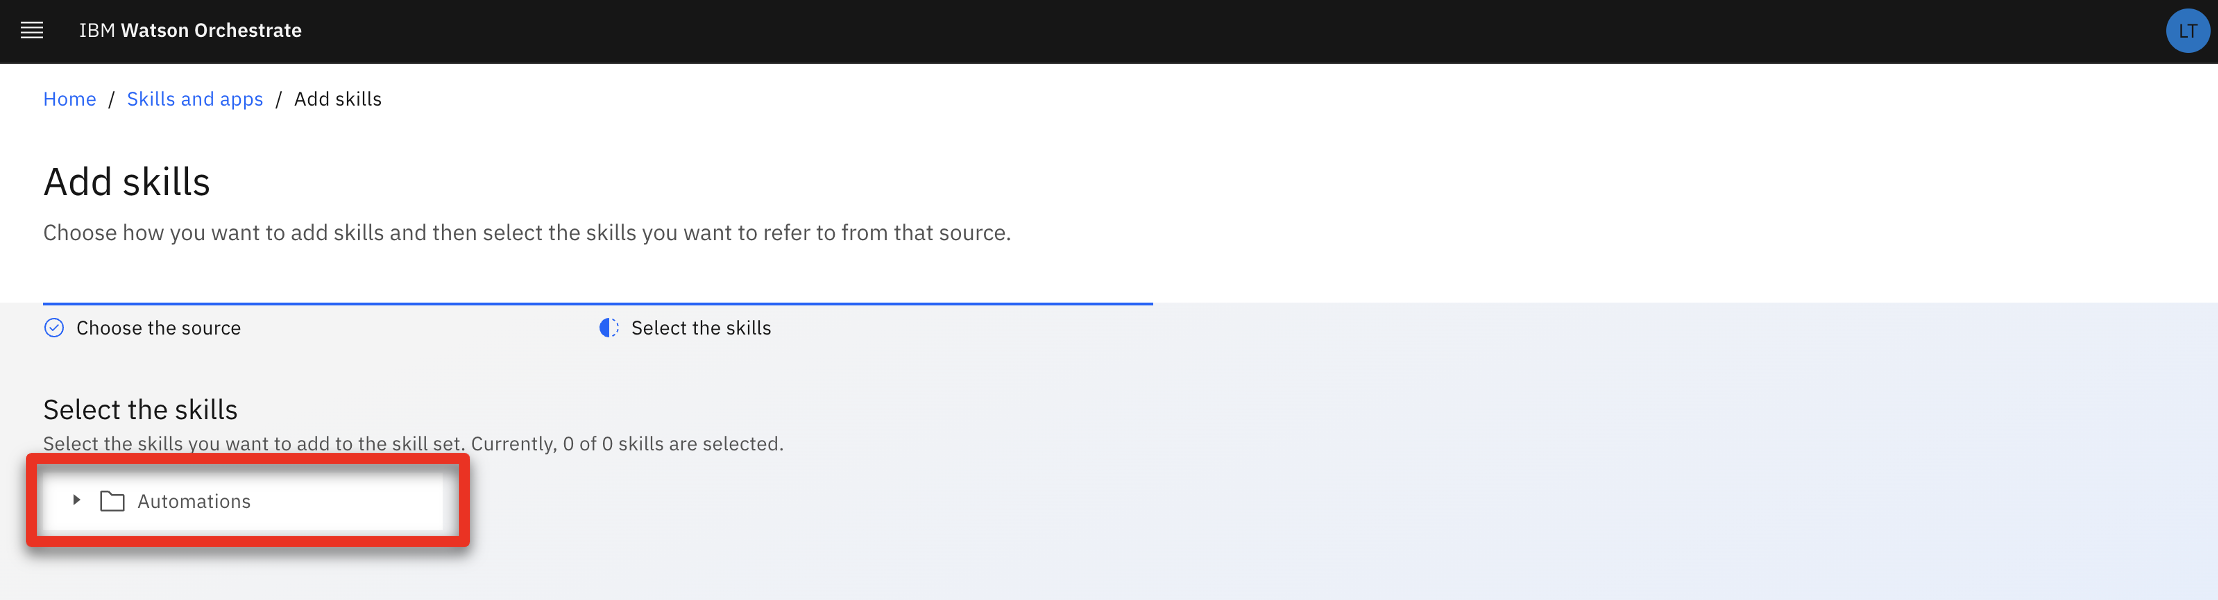 IBM Watson Orchestrate
LT
Home / Skills and apps / Add skills
Add skills
Choose how you want to add skills and then select the skills you want to refer to from that source.
Choose the source
Select the skills
Select the skills
Select the skills you want to add to the skill set. Currently, 0 of 0 skills are selected.
Automations